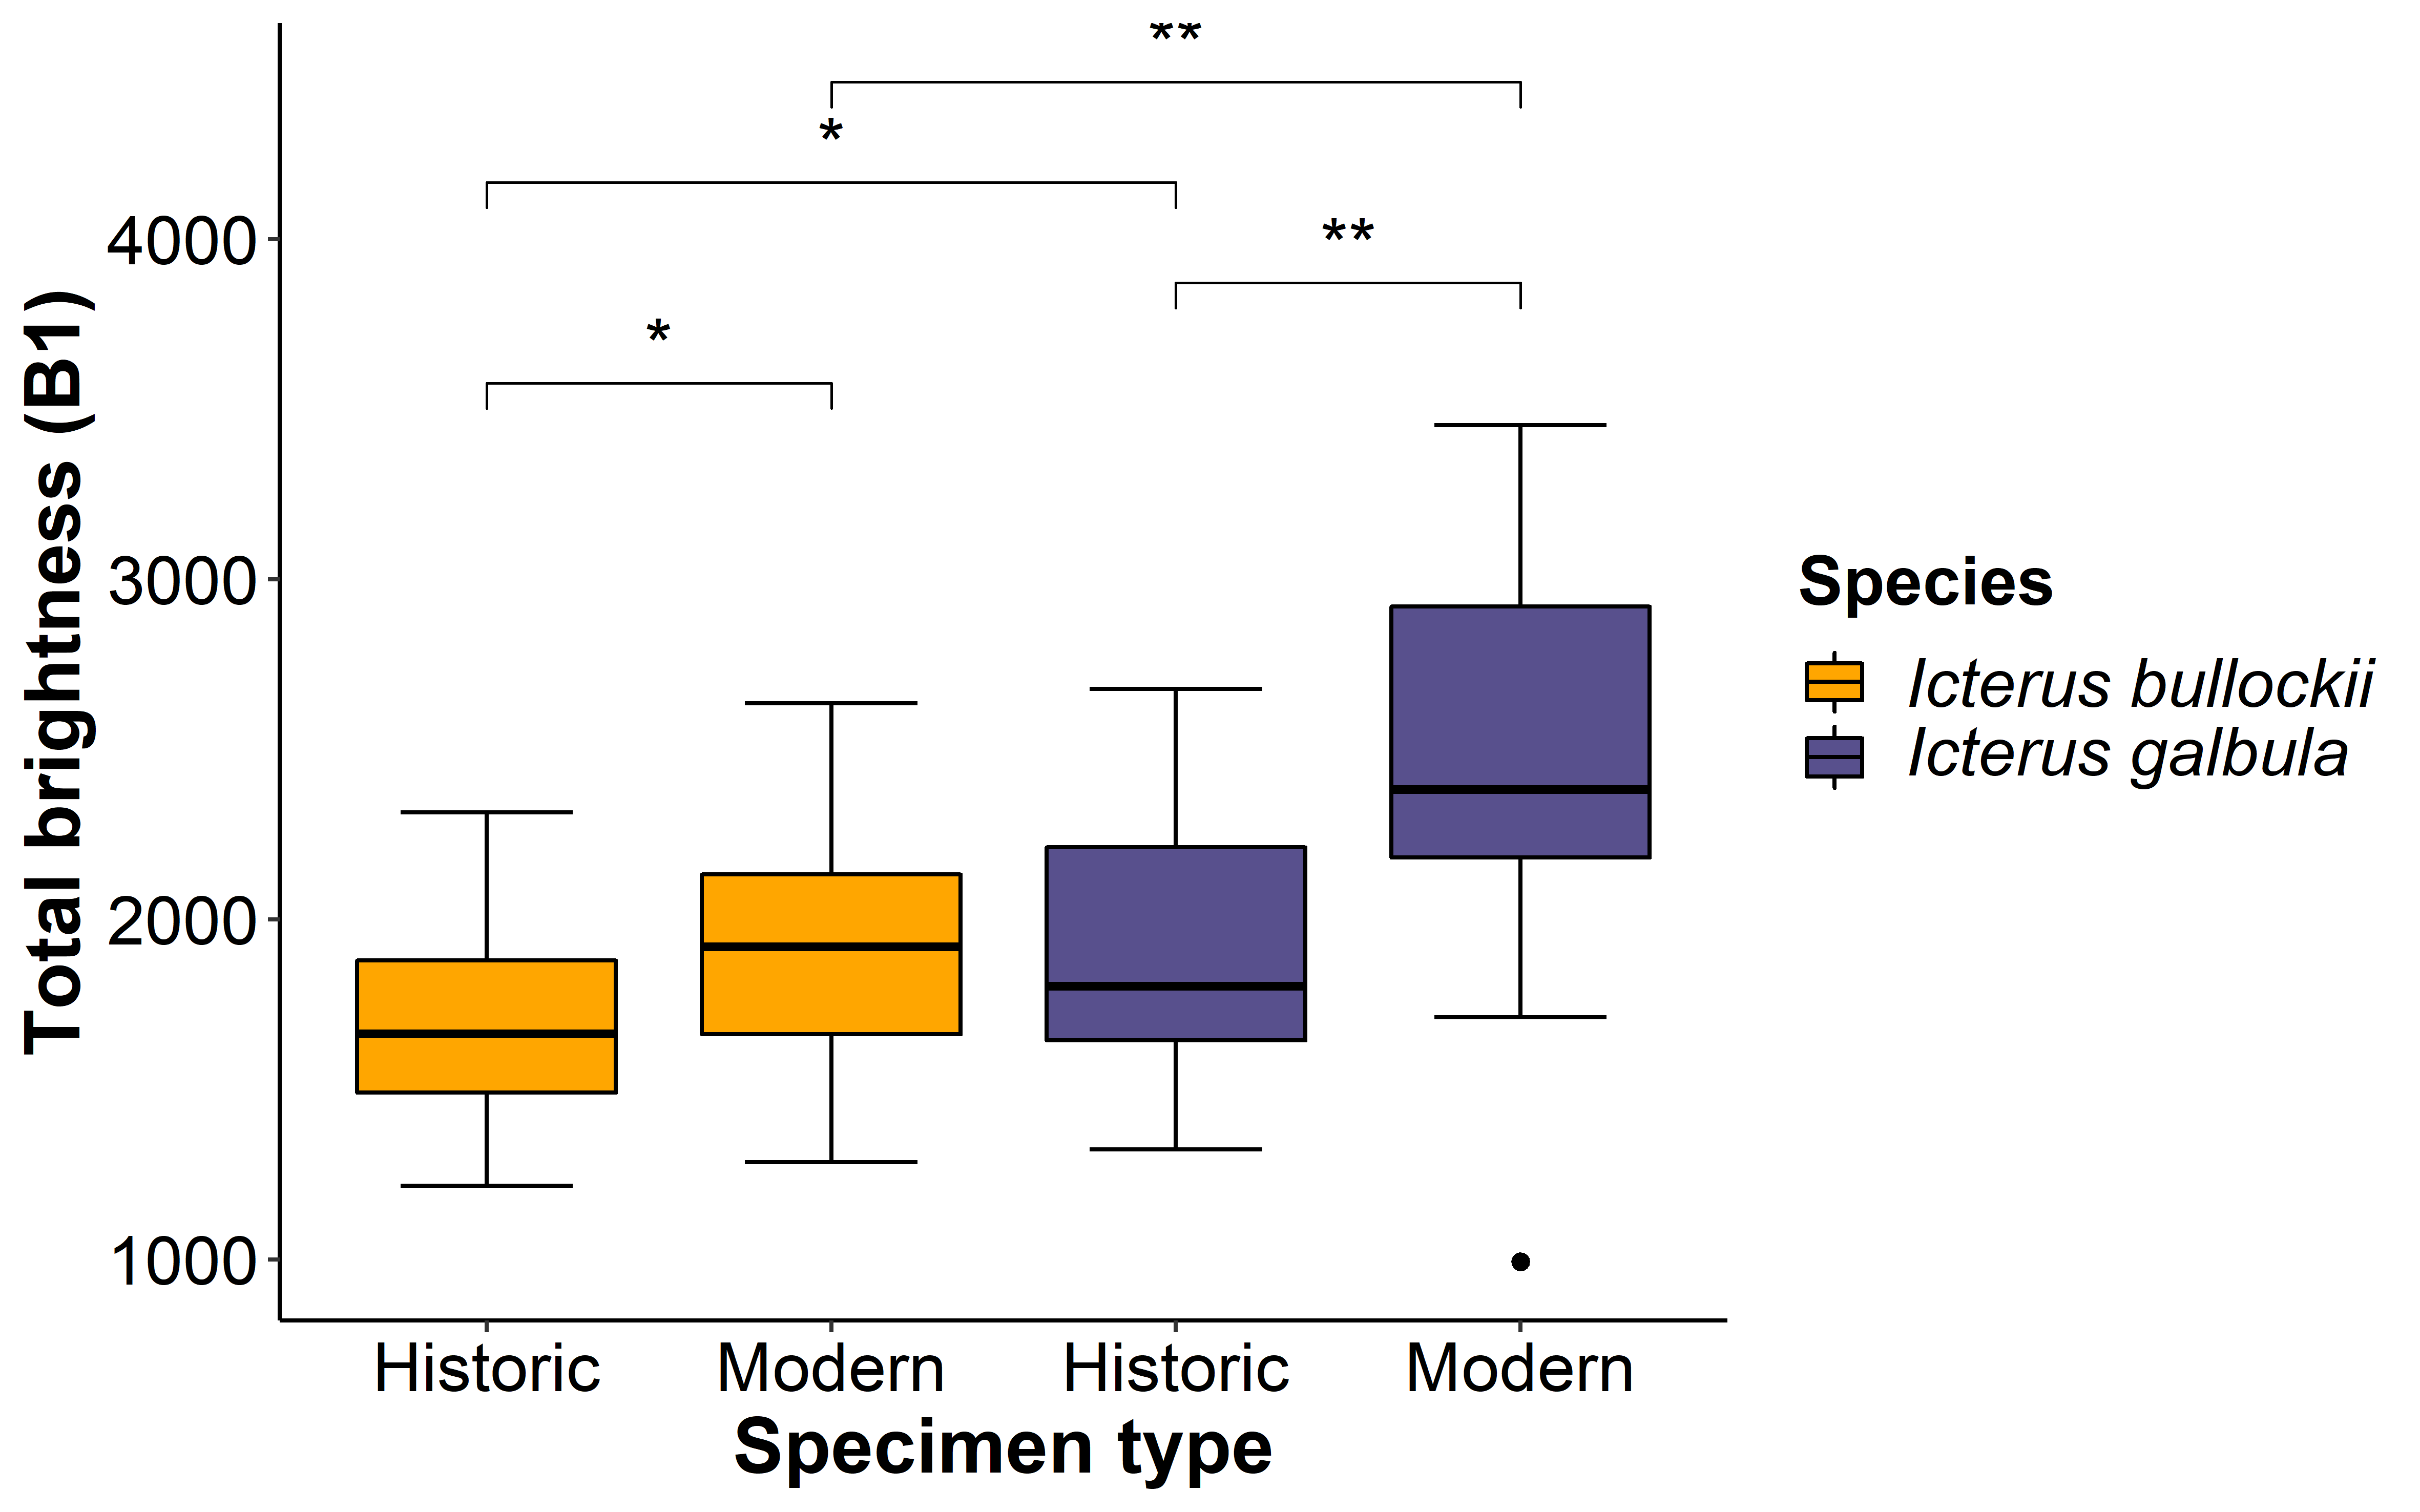 **
*
**
*
4000
3000
2000
1000
Total brightness (B1)
Historic Modern Historic Modern
Specimen type
Species
Icterus bullockii
Icterus galbula